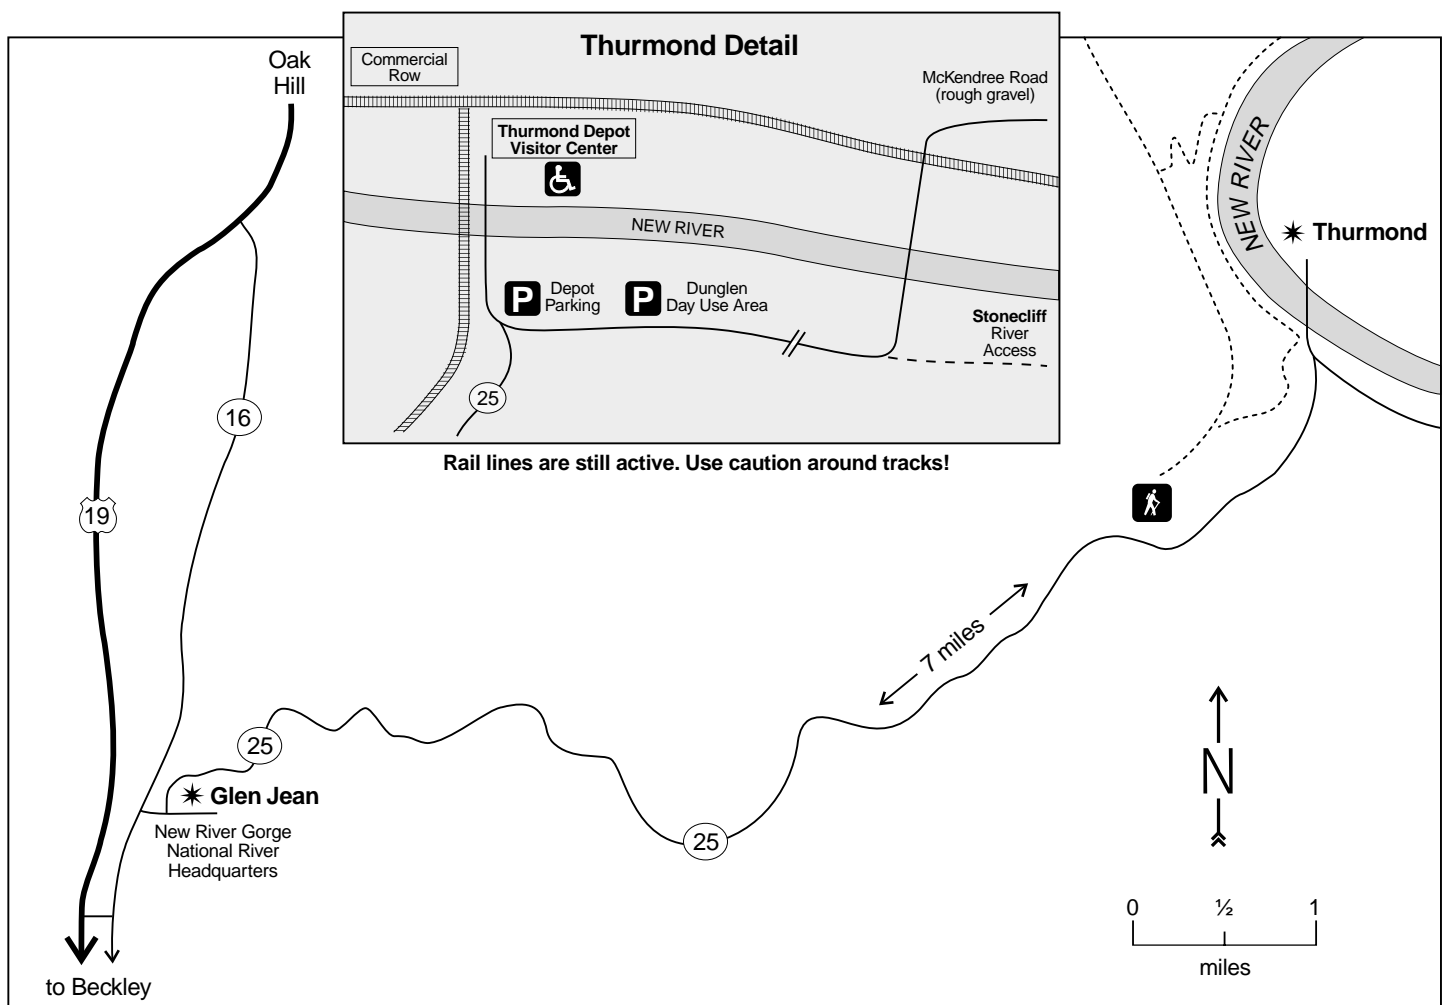 Thurmond Detail
Commercial
Row
McKendree Road
(rough gravel)
Thurmond Depot
Visitor Center
NEW RIVER
P
Depot
Parking
P
Dunglen
Day Use Area
Stonecliff
River
Access
25
Rail lines are still active. Use caution around tracks!
Oak
Hill
16
19
25
Glen Jean
New River Gorge
National River
Headquarters
to Beckley
25
7 miles
NEW RIVER
Thurmond
N
0 ½ 1
miles